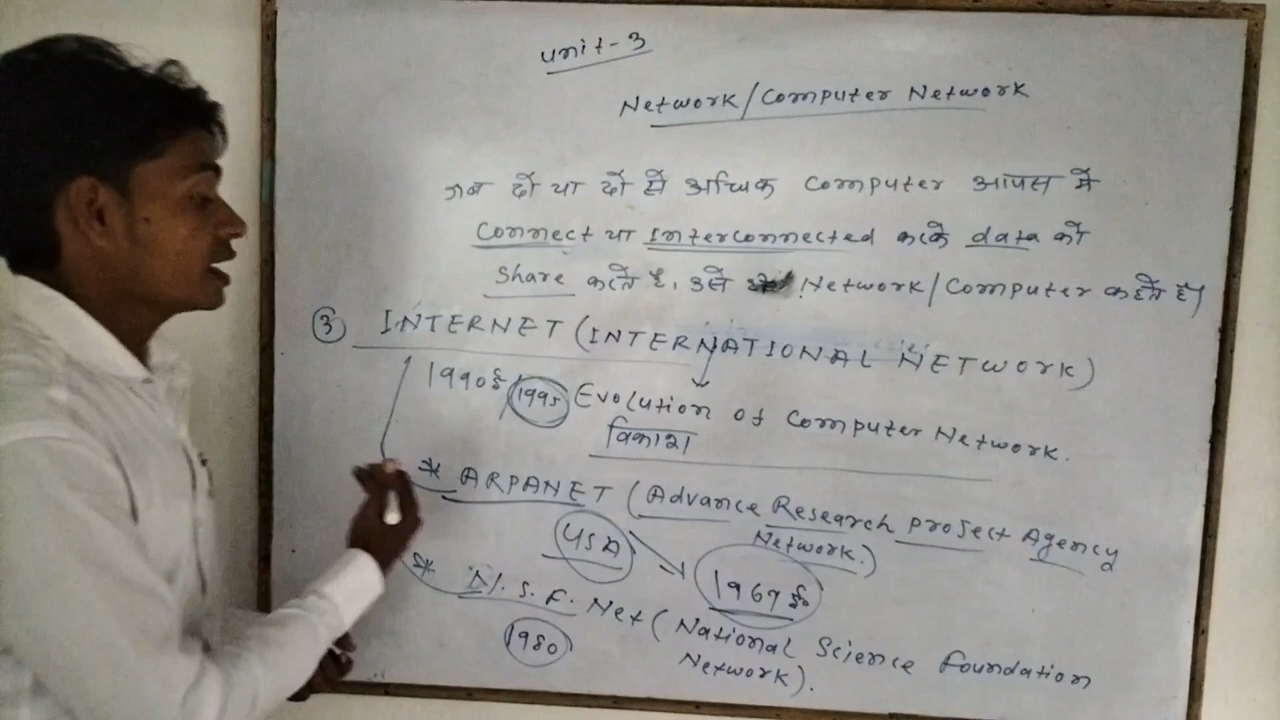 Unit-3
Network/Computer Network
जब दो या दो से अधिक Computer आपस में
Connect या Interconnected करके data को
Share करते है, उसे Network/Computer कहते है।
③ INTERNET (INTERNATIONAL NETWORK)
1990ई/1995 Evolution of Computer Network.
विकाश
* ARPANET (Advance Research Project Agency
Network.)
USA
1969 ई०
* N.S.F. Net (National Science Foundation
Network).
1980